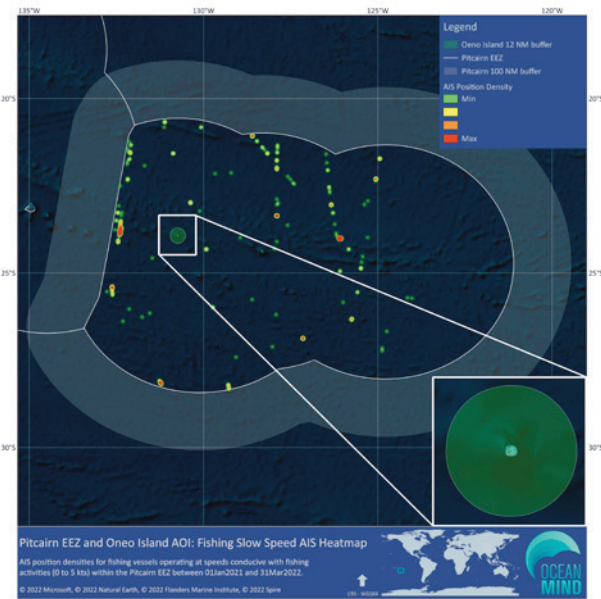 135°W
130°W
125°W
120°W
Legend
Oeno Island 12 NM buffer
Pitcairn EEZ
Pitcairn 100 NM buffer
AIS Position Density
Min
Max
20°S
20°S
25°S
25°S
30°S
30°S
Pitcairn EEZ and Oneo Island AOI: Fishing Slow Speed AIS Heatmap
AIS position densities for fishing vessels operating at speeds conducive with fishing
activities (0 to 5 kts) within the Pitcairn EEZ between 01Jan2021 and 31Mar2022.
© 2022 Microsoft, © 2022 Natural Earth, © 2022 Flanders Marine Institute, © 2022 Spire
CRS - WGS84
OCEAN
MIND